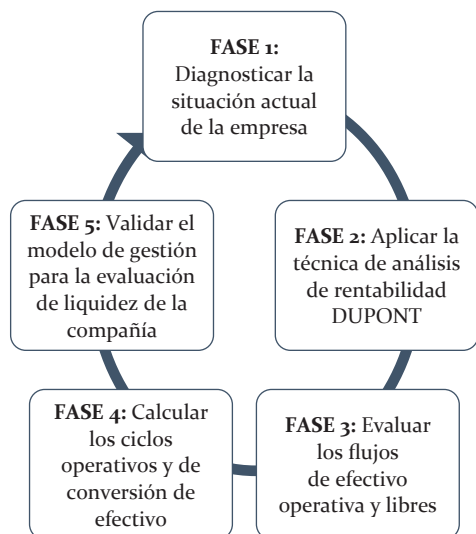 FASE 1:
Diagnosticar la
situación actual
de la empresa
FASE 2: Aplicar la
técnica de análisis
de rentabilidad
DUPONT
FASE 3: Evaluar
los flujos
de efectivo
operativa y libres
FASE 4: Calcular
los ciclos
operativos y de
conversión de
efectivo
FASE 5: Validar el
modelo de gestión
para la evaluación
de liquidez de la
compañía